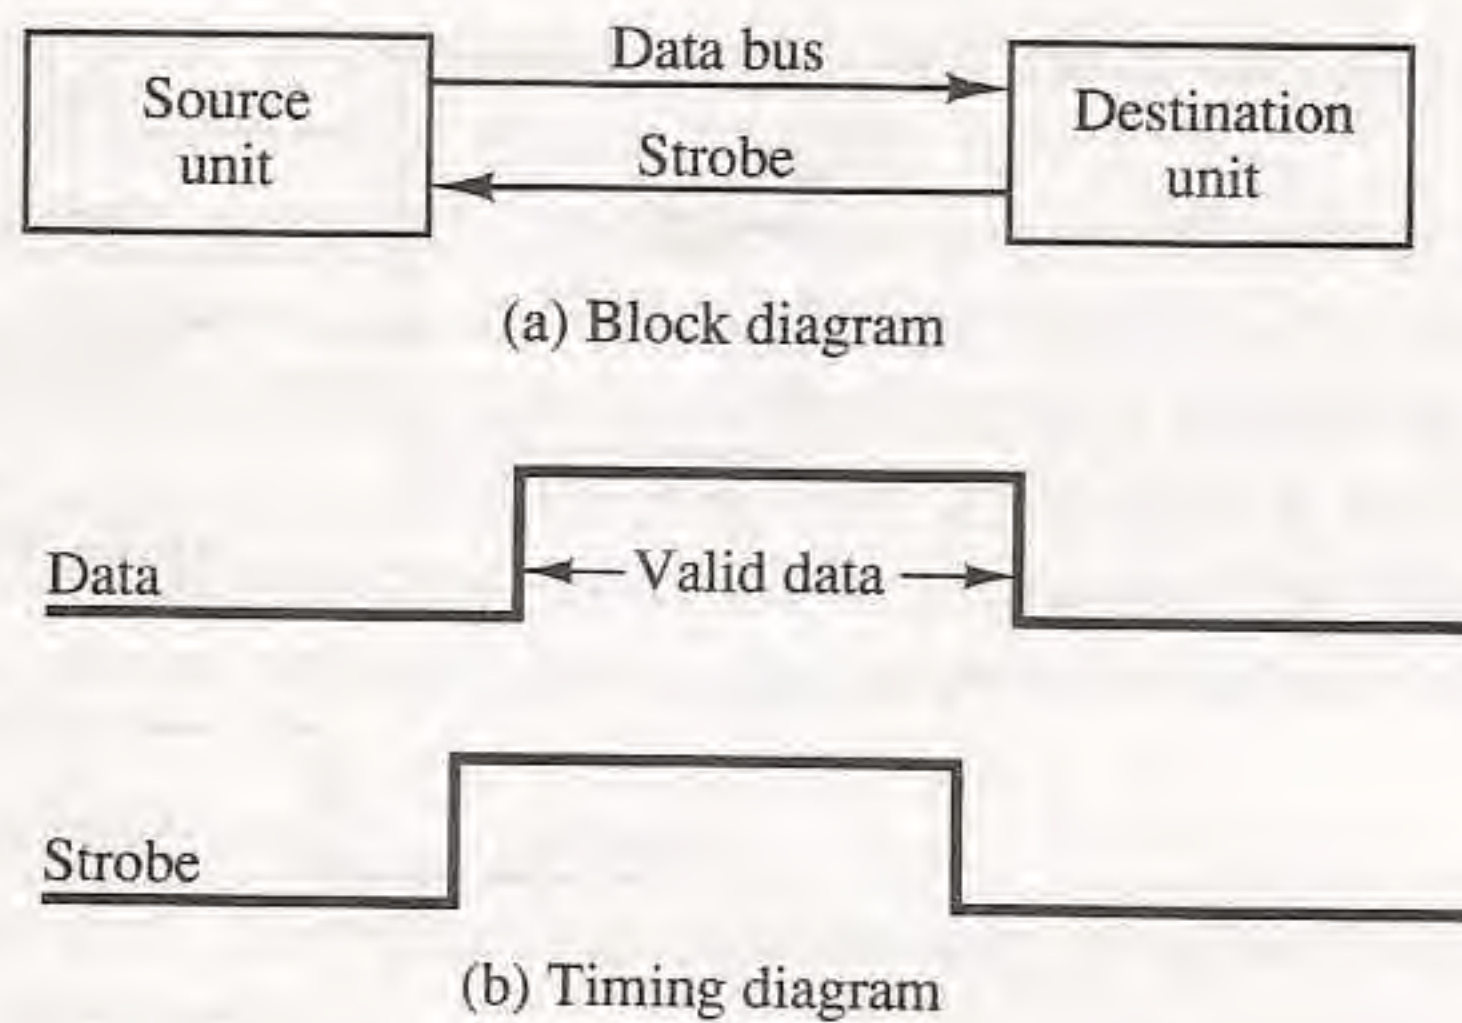 Data bus
Source
unit
Destination
unit
Strobe
(a) Block diagram
Data
Valid data
Strobe
(b) Timing diagram